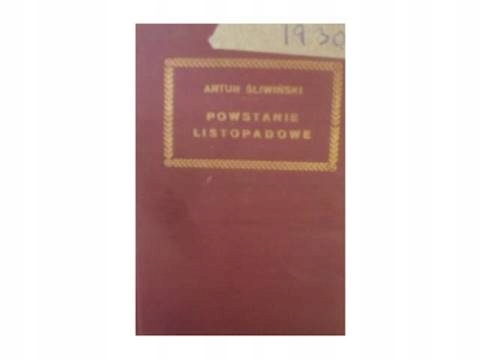 1930
ARTUR ŚLIWIŃSKI
POWSTANIE
LISTOPADOWE